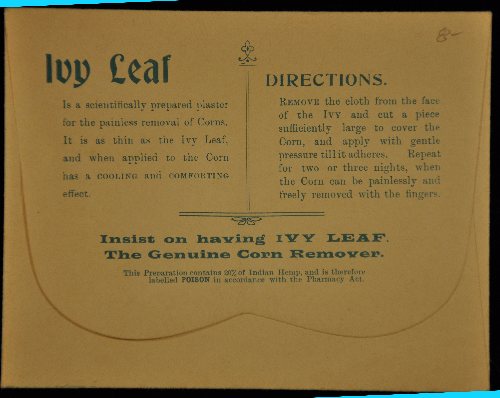 8-
Ivy Leaf
Is a scientifically prepared plaster
for the painless removal of Corns.
It is as thin as the Ivy Leaf,
and when applied to the Corn
has a COOLING and COMFORTING
effect.
DIRECTIONS.
REMOVE the cloth from the face
of the IVY and cut a piece
sufficiently large to cover the
Corn, and apply with gentle
pressure till it adheres. Repeat
for two or three nights, when
the Corn can be painlessly and
freely removed with the fingers.
Insist on having IVY LEAF.
The Genuine Corn Remover.
This Preparation contains 20% of Indian Hemp, and is therefore
labelled POISON in accordance with the Pharmacy Act.